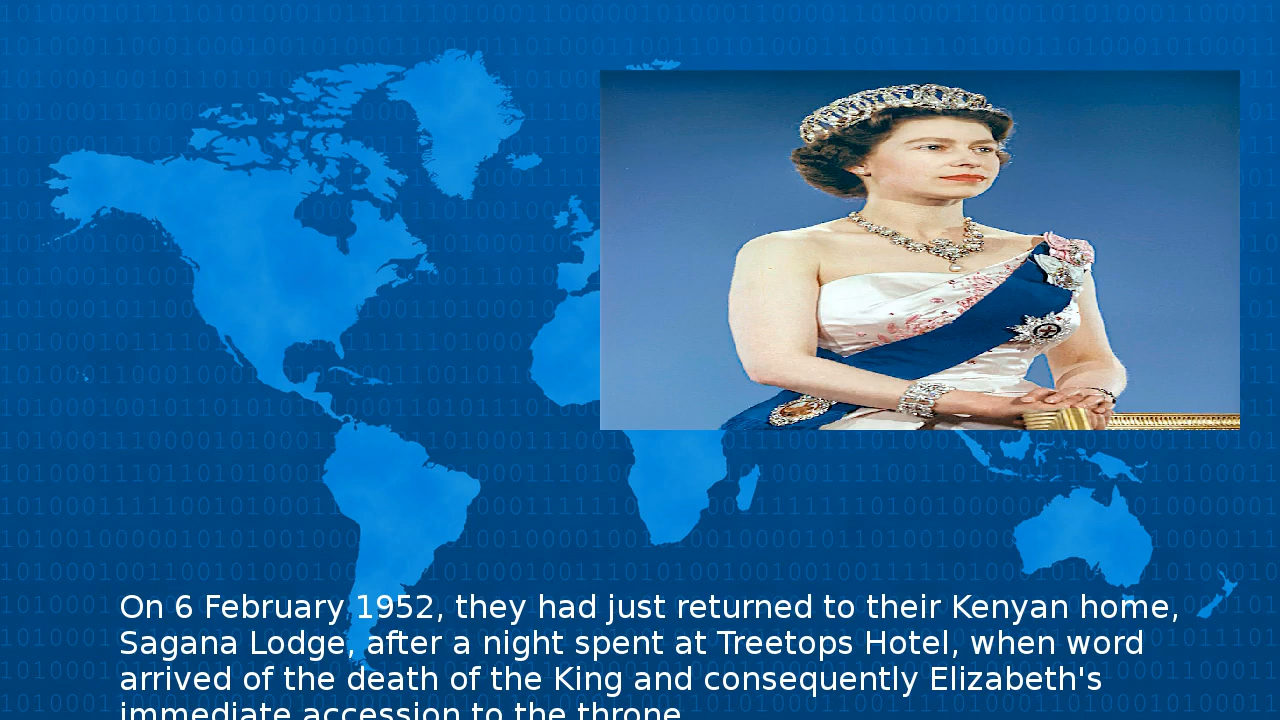 On 6 February 1952, they had just returned to their Kenyan home,
Sagana Lodge, after a night spent at Treetops Hotel, when word
arrived of the death of the King and consequently Elizabeth's
immediate accession to the throne